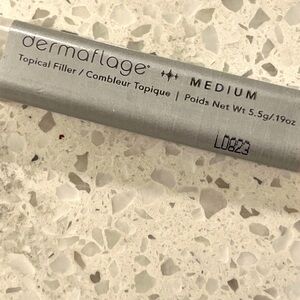 dermaflage® MEDIUM
Topical Filler / Combleur Topique | Poids Net Wt 5.5g/.19oz
LD823